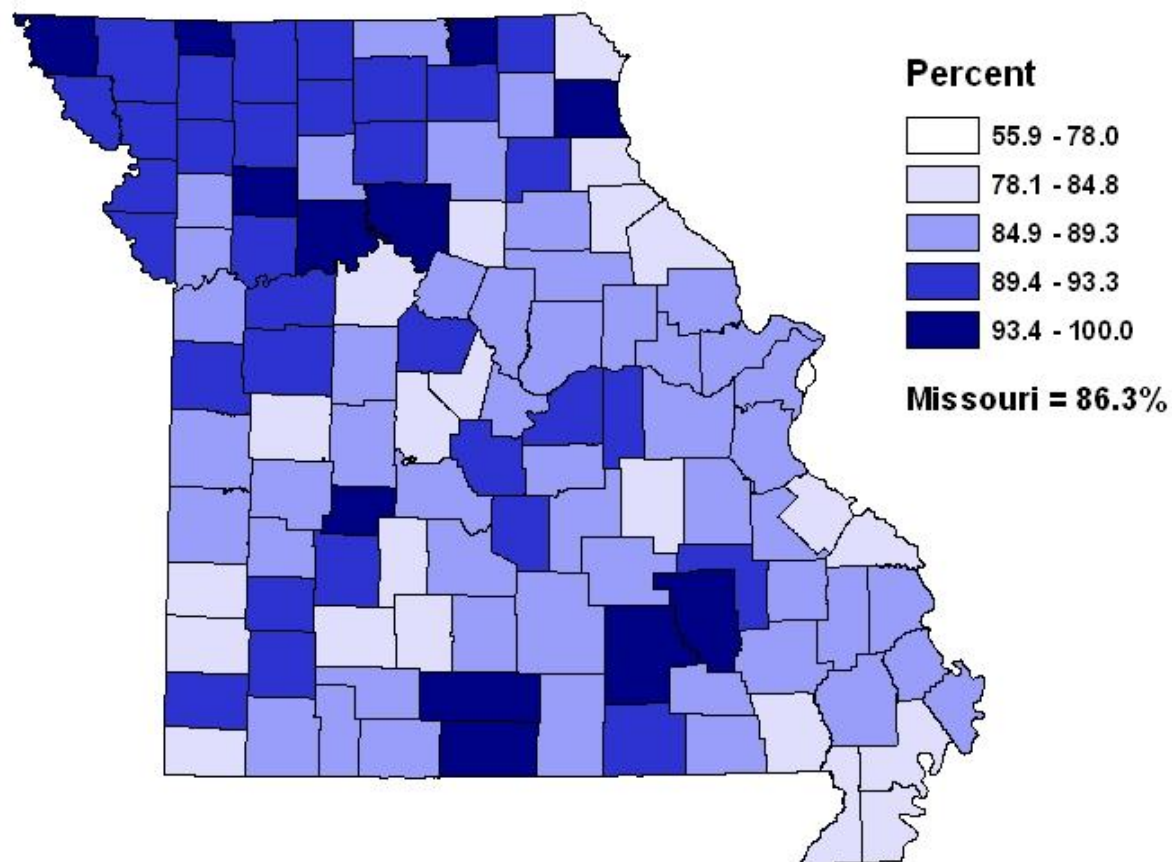 Percent
55.9 - 78.0
78.1 - 84.8
84.9 - 89.3
89.4 - 93.3
93.4 - 100.0
Missouri = 86.3%